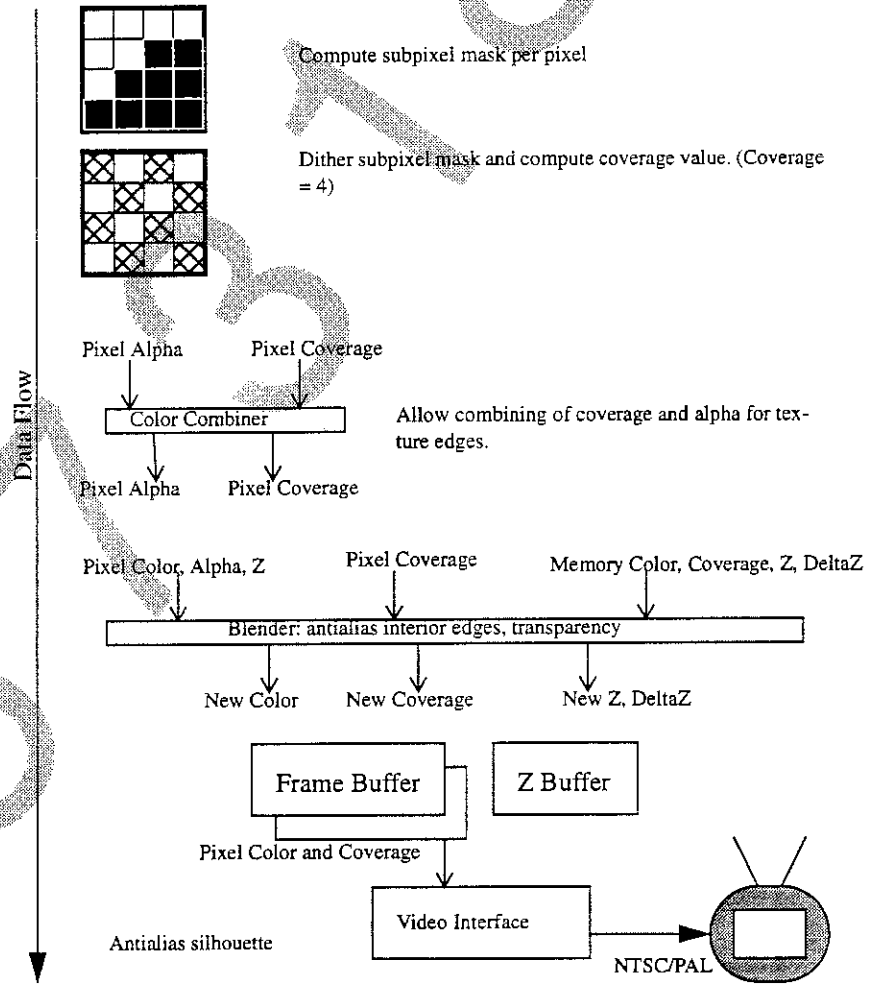 Compute subpixel mask per pixel
Dither subpixel mask and compute coverage value. (Coverage
= 4)
Data Flow
Pixel Alpha
Pixel Coverage
Color Combiner
Allow combining of coverage and alpha for tex-
ture edges.
Pixel Alpha
Pixel Coverage
Pixel Color, Alpha, Z
Pixel Coverage
Memory Color, Coverage, Z, DeltaZ
Blender: antialias interior edges, transparency
New Color
New Coverage
New Z, DeltaZ
Frame Buffer
Z Buffer
Pixel Color and Coverage
Video Interface
Antialias silhouette
NTSC/PAL